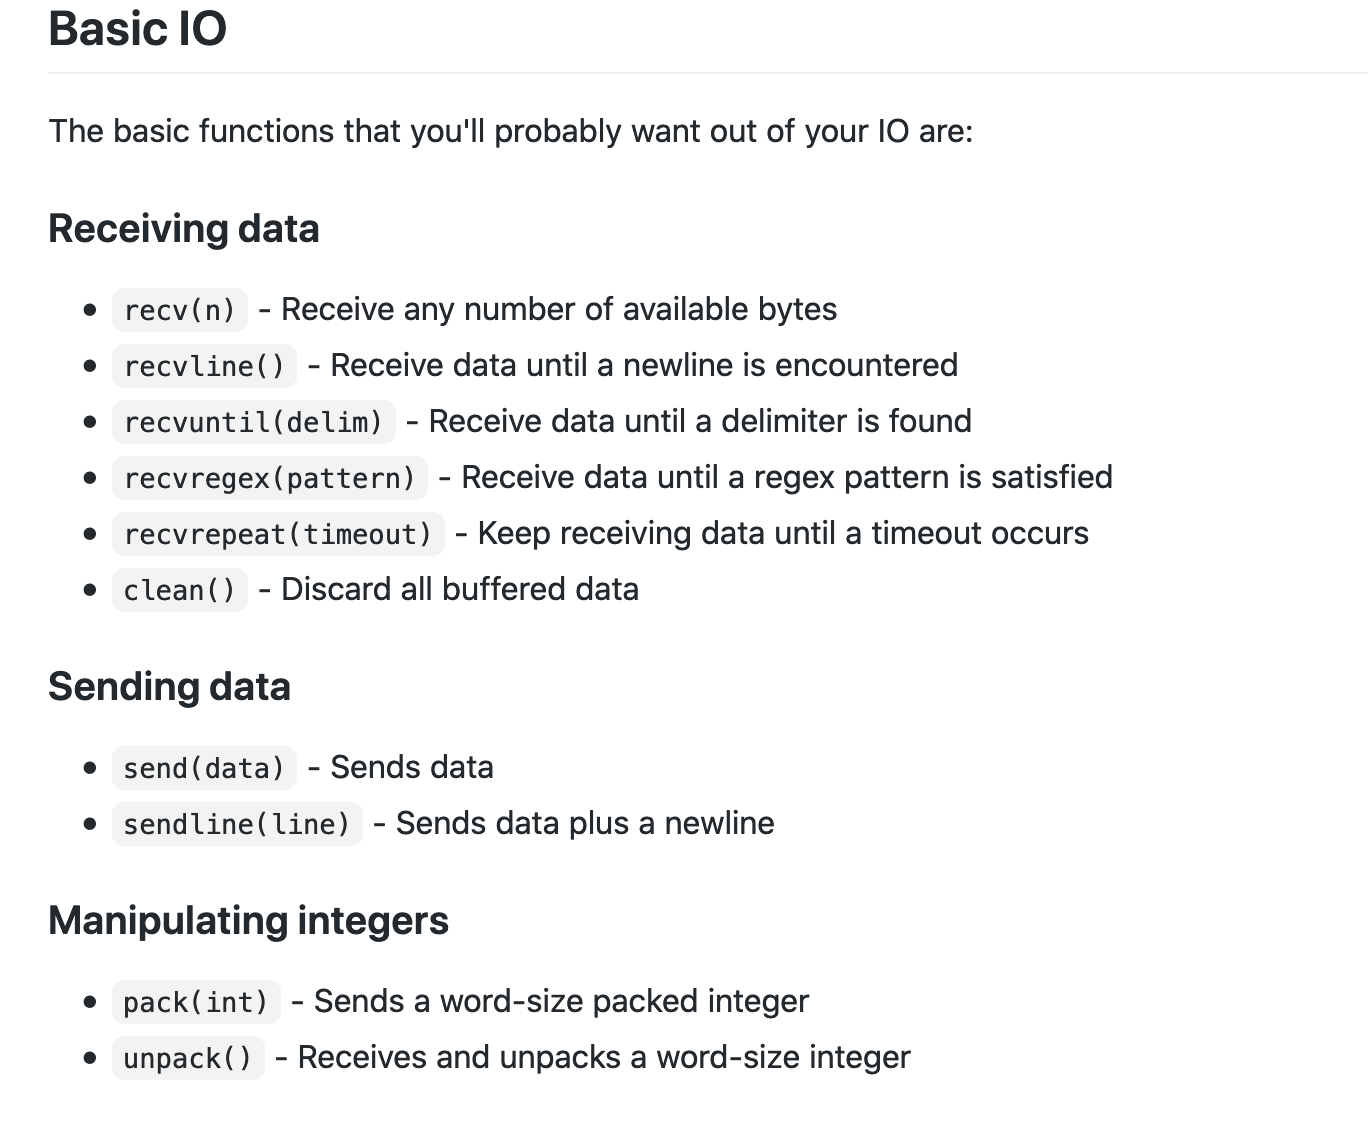 Basic IO
The basic functions that you'll probably want out of your IO are:
Receiving data
• recv(n) - Receive any number of available bytes
• recvline() - Receive data until a newline is encountered
• recvuntil(delim) - Receive data until a delimiter is found
• recvregex(pattern) - Receive data until a regex pattern is satisfied
• recvrepeat(timeout) - Keep receiving data until a timeout occurs
• clean() - Discard all buffered data
Sending data
• send(data) - Sends data
• sendline(line) - Sends data plus a newline
Manipulating integers
• pack(int) - Sends a word-size packed integer
• unpack() - Receives and unpacks a word-size integer